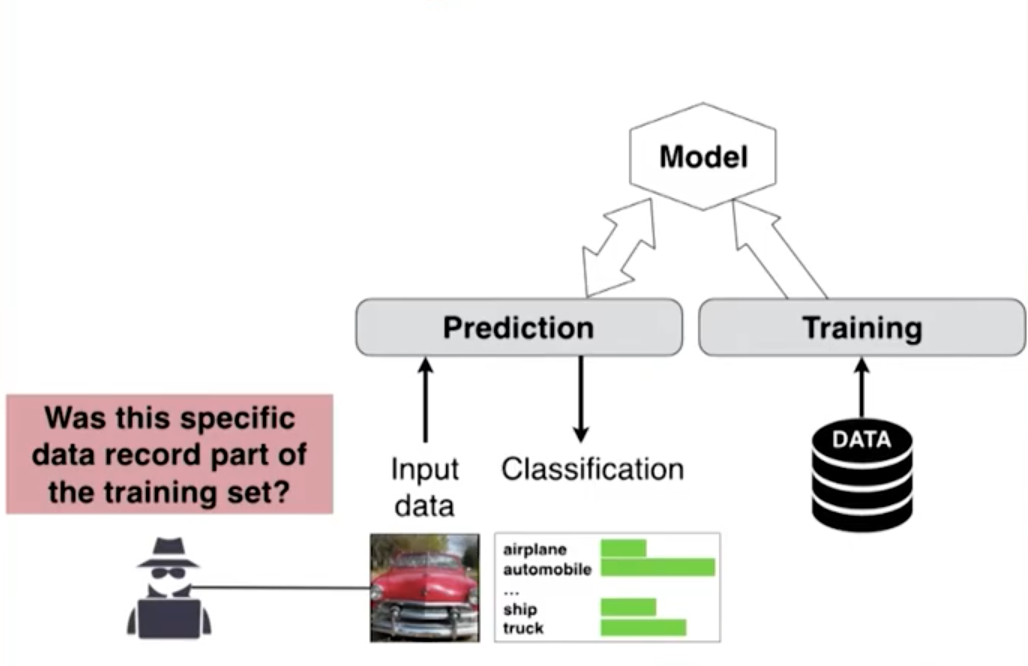 Model
Prediction
Training
Was this specific
data record part of
the training set?
Input
data
Classification
DATA
airplane
automobile
...
ship
truck